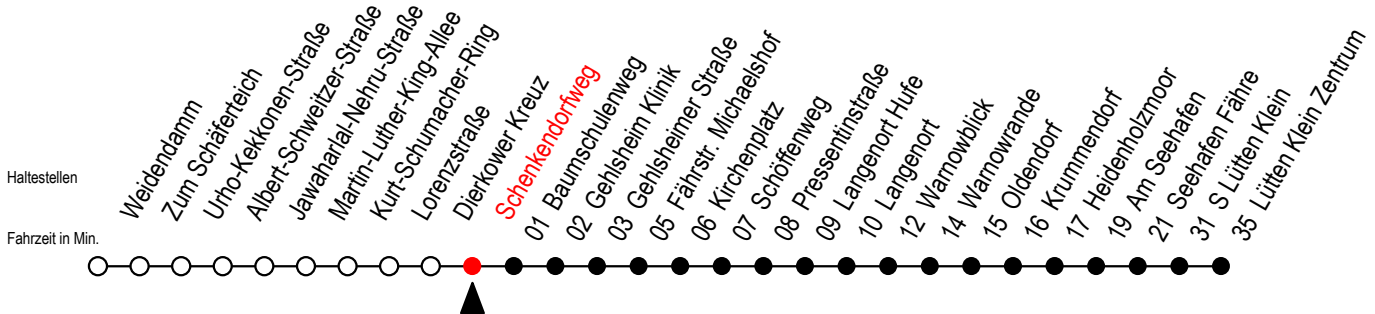 Haltestellen
Fahrzeit in Min.
Weidendamm
Zum Schäferteich
Urho-Kekkonen-Straße
Albert-Schweitzer-Straße
Jawaharlal-Nehru-Straße
Martin-Luther-King-Allee
Kurt-Schumacher-Ring
Lorenzstraße
Dierkower Kreuz
Schenkendorfweg
01 Baumschulenweg
02 Gehlsheim Klinik
03 Gehlsheimer Straße
05 Fährstr. Michaelshof
06 Kirchenplatz
07 Schöffenweg
08 Pressentinstraße
09 Langenort Hufe
10 Langenort
12 Warnowblick
14 Warnowrande
15 Oldendorf
16 Krummendorf
17 Heidenholzmoor
19 Am Seehafen
21 Seehafen Fähre
31 S Lütten Klein
35 Lütten Klein Zentrum